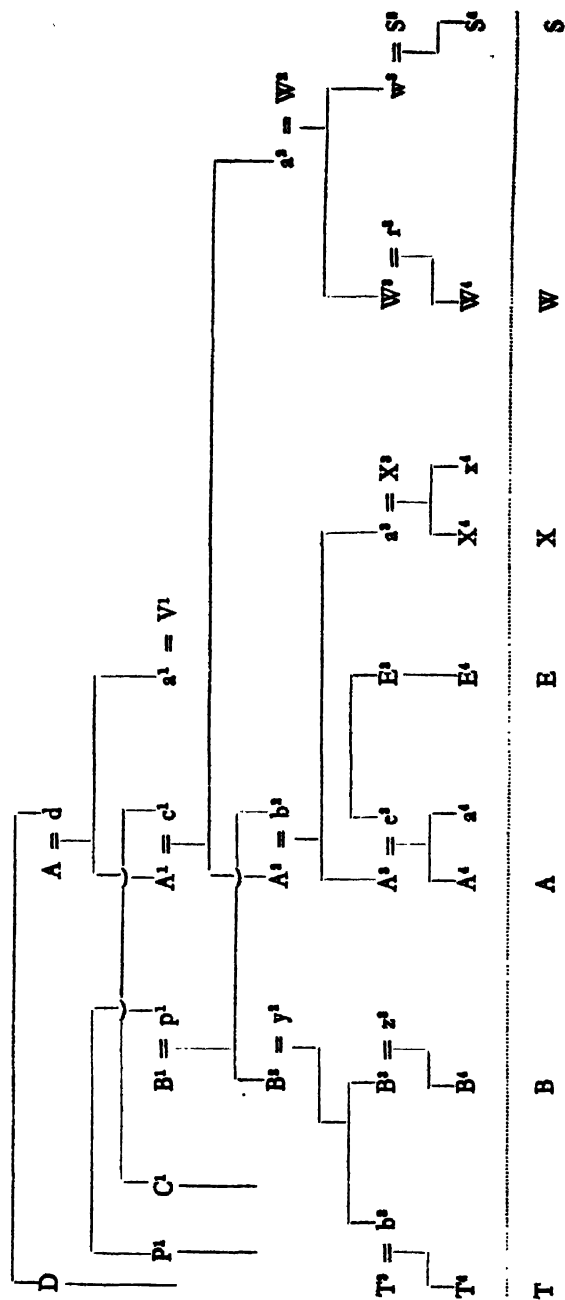 D A = d
P¹ C¹ B¹ = p¹ A¹ = c¹ a¹ = V¹
B² = y² A² = b² a² = W²
T³ = b³ B³ = z³ A³ = c³ E³ a³ = X³ W³ = r³ w³ = S³
T⁴ B⁴ A⁴ a⁴ E⁴ X⁴ x⁴ W⁴ S⁴
T B A E X W S